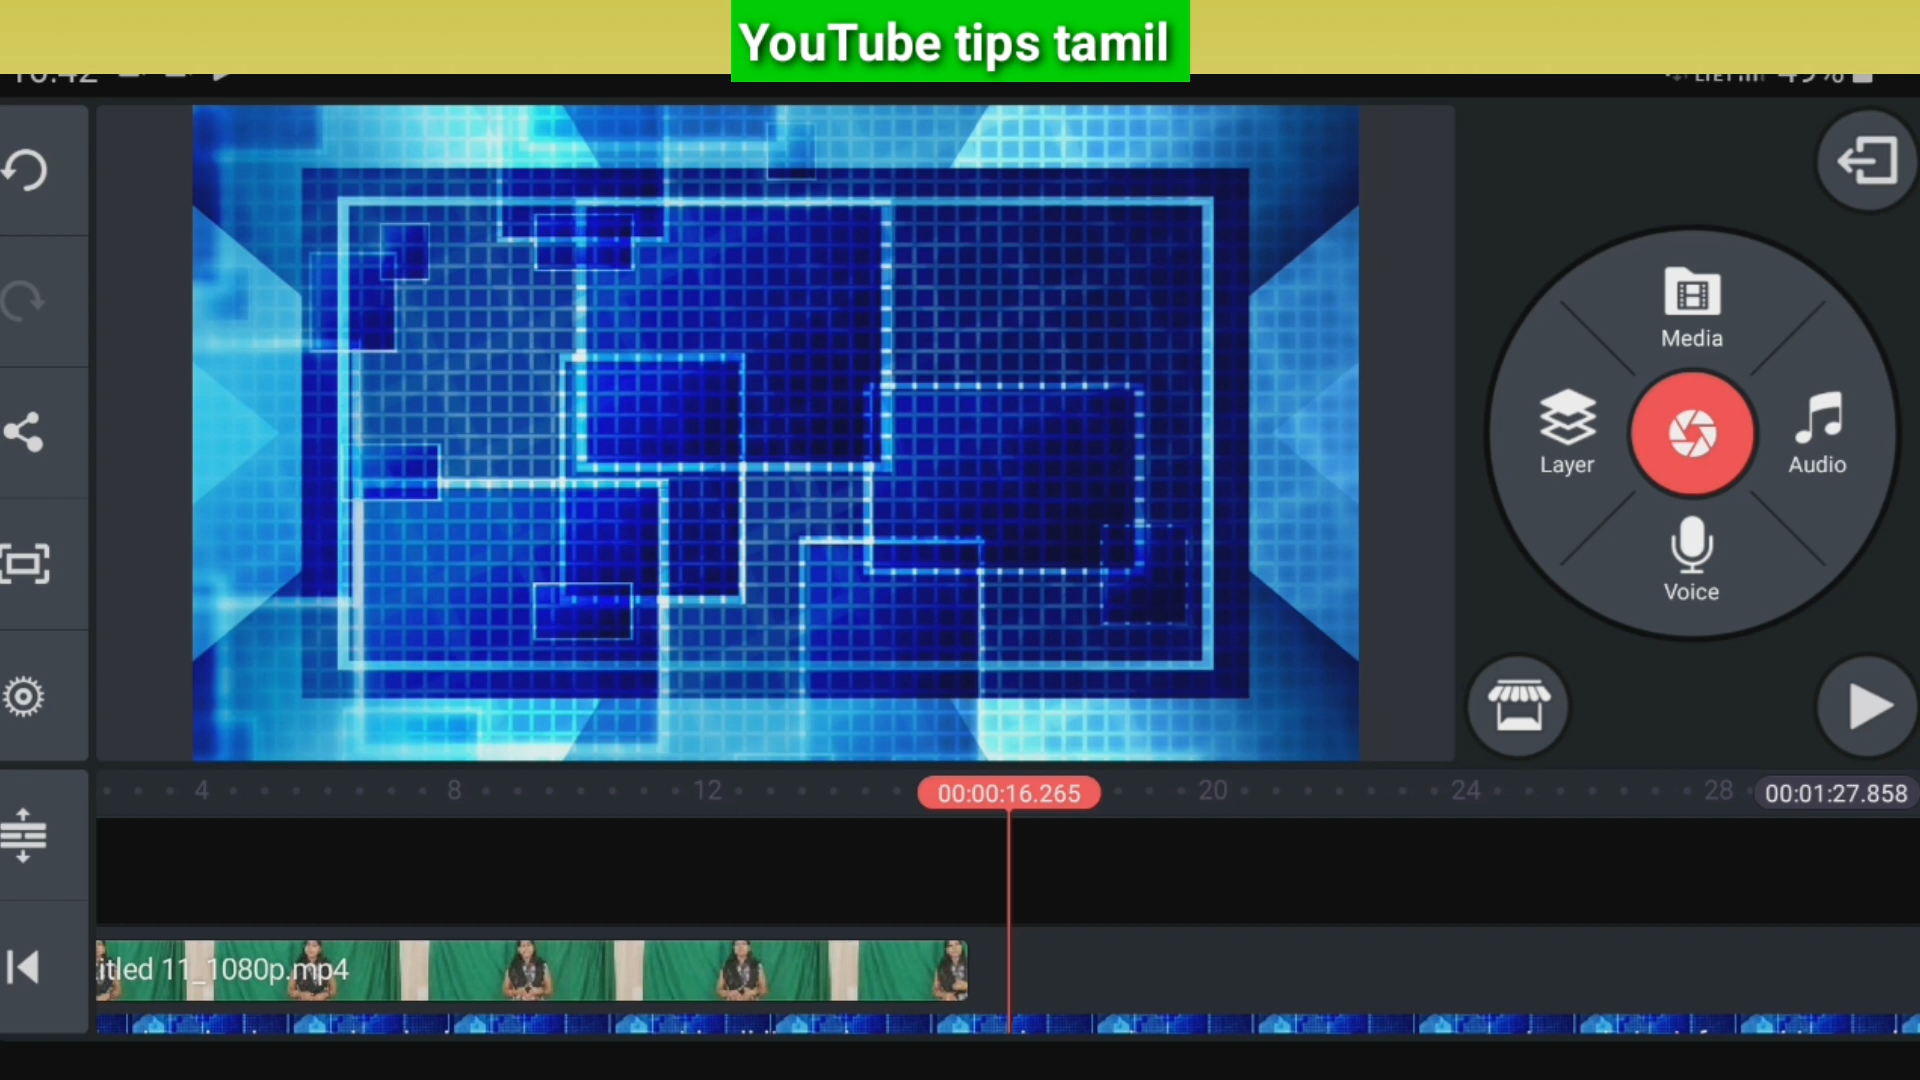 YouTube tips tamil
Media
Layer
Audio
Voice
4 8 12 00:00:16.265 20 24 28 00:01:27.858
itled 11_1080p.mp4